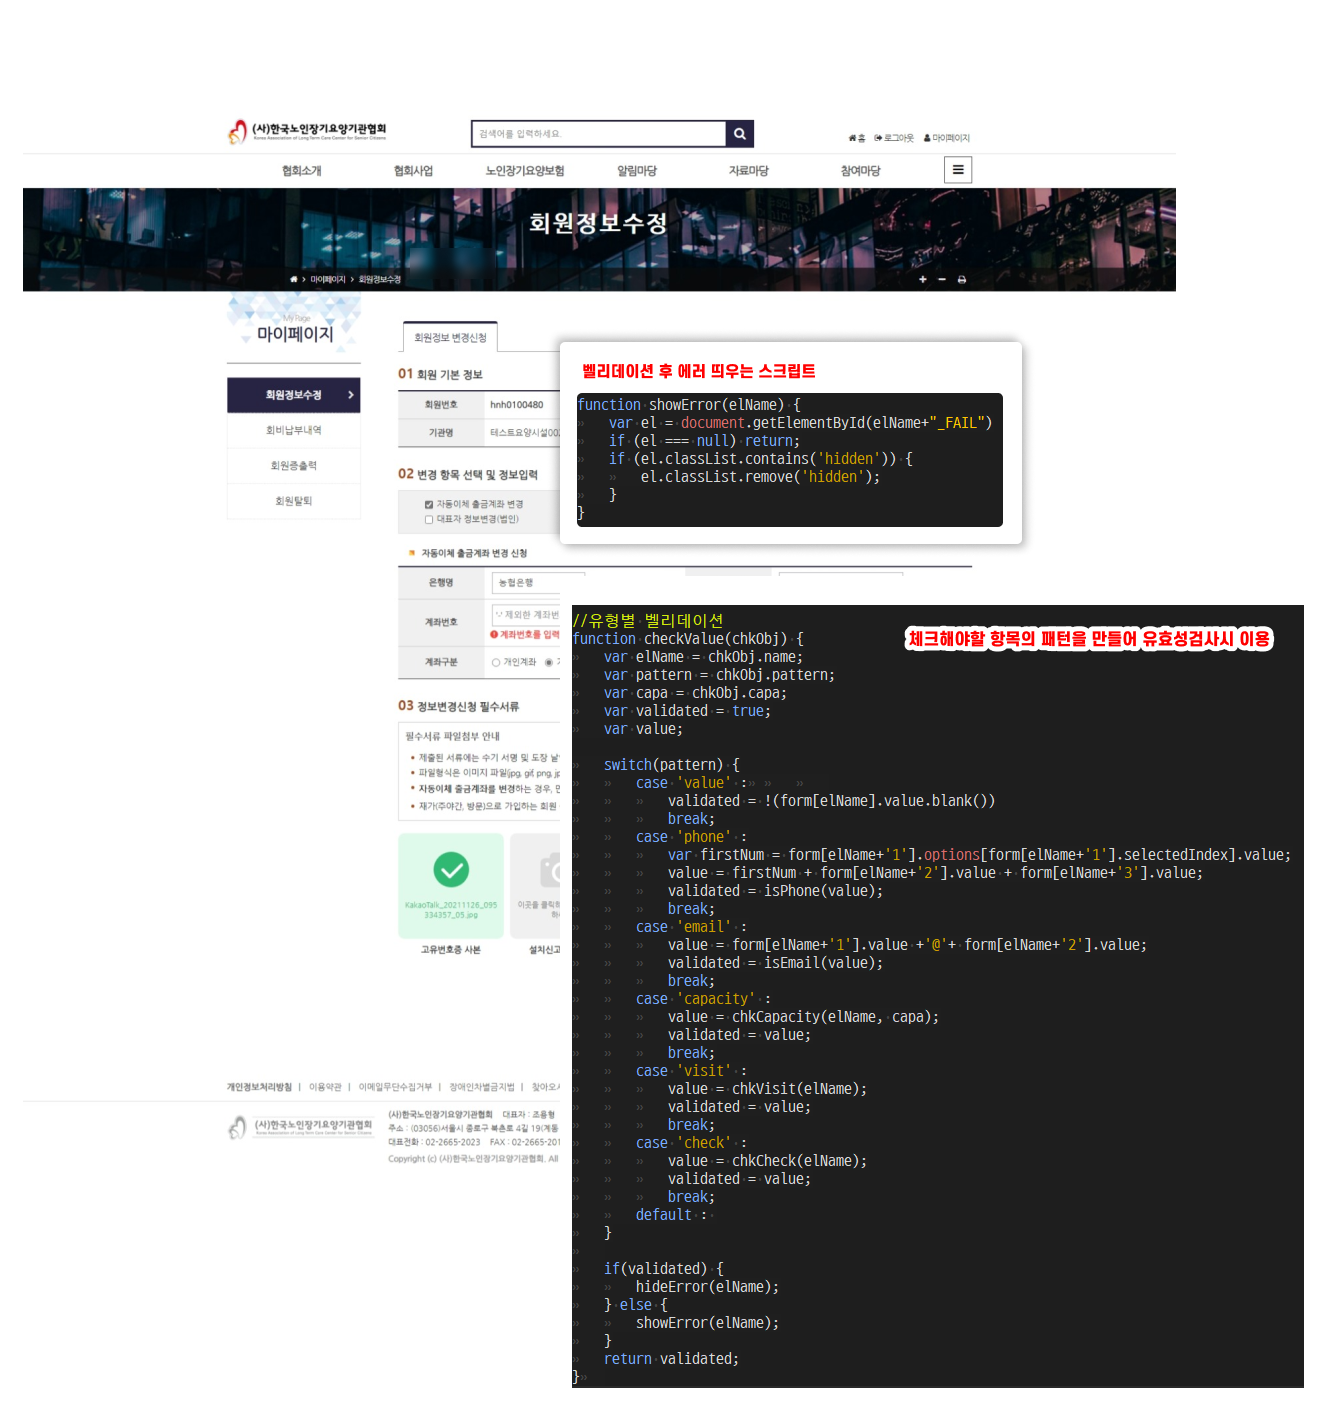 (사)한국노인장기요양기관협회
Korea Association of Long Term Care Center for Senior Citizens
검색어를 입력하세요.
홈 로그아웃 마이페이지
협회소개 협회사업 노인장기요양보험 알림마당 자료마당 참여마당
회원정보수정
마이페이지 > 회원정보수정
My Page
마이페이지
회원정보수정
회비납부내역
회원증출력
회원탈퇴
회원정보 변경신청
01 회원 기본 정보
회원번호 hnh0100480
기관명 테스트요양시설00
02 변경 항목 선택 및 정보입력
자동이체 출금계좌 변경
대표자 정보변경(법인)
자동이체 출금계좌 변경 신청
은행명 농협은행
계좌번호 '-' 제외한 계좌번
계좌번호를 입력
계좌구분 개인계좌
03 정보변경신청 필수서류
필수서류 파일첨부 안내
• 제출된 서류에는 수기 서명 및 도장 날
• 파일형식은 이미지 파일(jpg, gif, png, jp
• 자동이체 출금계좌를 변경하는 경우, 만
• 재가(주야간, 방문)으로 가입하는 회원
KakaoTalk_20211126_095
334357_05.jpg
이곳을 클릭하
고유번호증 사본 설치신고
벨리데이션 후 에러 띄우는 스크립트
function showError(elName) {
var el = document.getElementById(elName+"_FAIL")
if (el === null) return;
if (el.classList.contains('hidden')) {
el.classList.remove('hidden');
}
}
//유형별 벨리데이션
체크해야할 항목의 패턴을 만들어 유효성검사시 이용
function checkValue(chkObj) {
var elName = chkObj.name;
var pattern = chkObj.pattern;
var capa = chkObj.capa;
var validated = true;
var value;
switch(pattern) {
case 'value' :
validated = !(form[elName].value.blank())
break;
case 'phone' :
var firstNum = form[elName+'1'].options[form[elName+'1'].selectedIndex].value;
value = firstNum + form[elName+'2'].value + form[elName+'3'].value;
validated = isPhone(value);
break;
case 'email' :
value = form[elName+'1'].value +'@'+ form[elName+'2'].value;
validated = isEmail(value);
break;
case 'capacity' :
value = chkCapacity(elName, capa);
validated = value;
break;
case 'visit' :
value = chkVisit(elName);
validated = value;
break;
case 'check' :
value = chkCheck(elName);
validated = value;
break;
default :
}
if(validated) {
hideError(elName);
} else {
showError(elName);
}
return validated;
}
개인정보처리방침 | 이용약관 | 이메일무단수집거부 | 장애인차별금지법 | 찾아오시
(사)한국노인장기요양기관협회
Korea Association of Long Term Care Center for Senior Citizens
(사)한국노인장기요양기관협회 대표자 : 조용형
주소 : (03056)서울시 종로구 북촌로 4길 19(계동
대표전화 : 02-2665-2023 FAX : 02-2665-201
Copyright (c) (사)한국노인장기요양기관협회. All